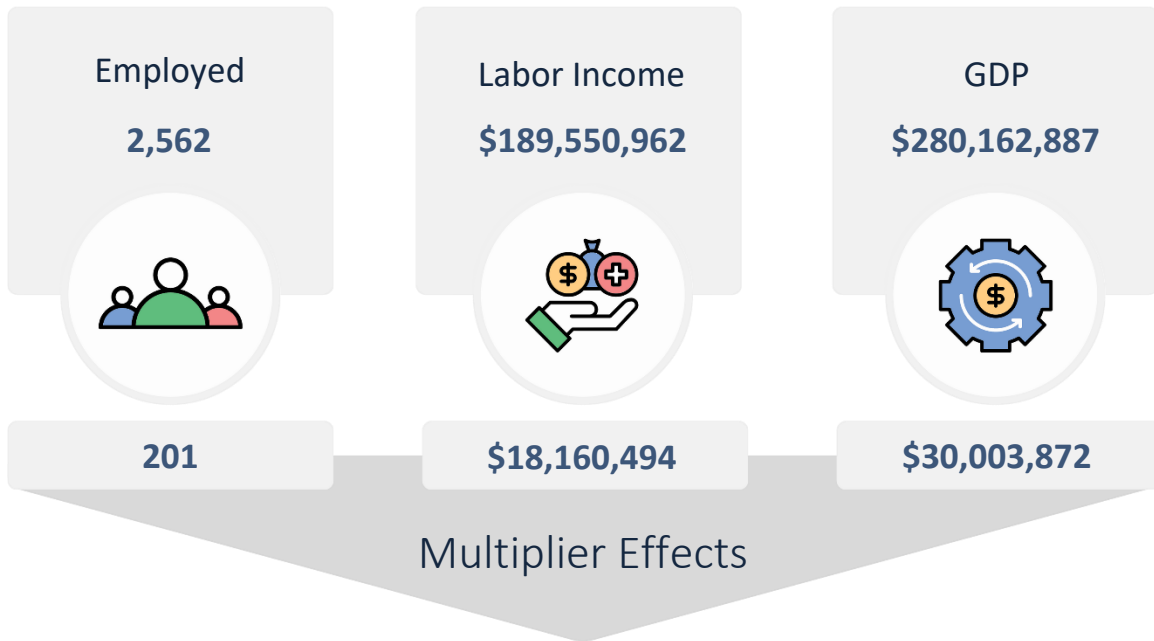 Employed
2,562
Labor Income
$189,550,962
GDP
$280,162,887
201
$18,160,494
$30,003,872
Multiplier Effects